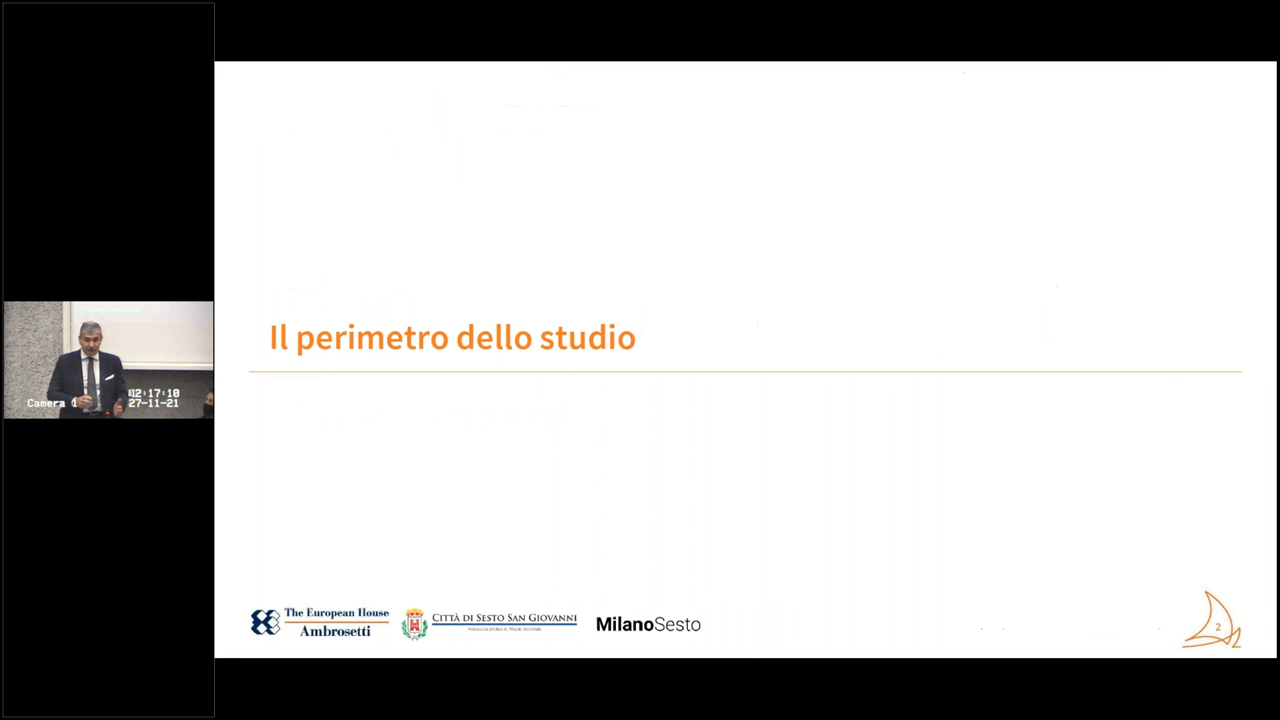 Il perimetro dello studio
The European House
Ambrosetti
CITTÀ DI SESTO SAN GIOVANNI
MilanoSesto
2
12:17:10
Camera
27-11-21